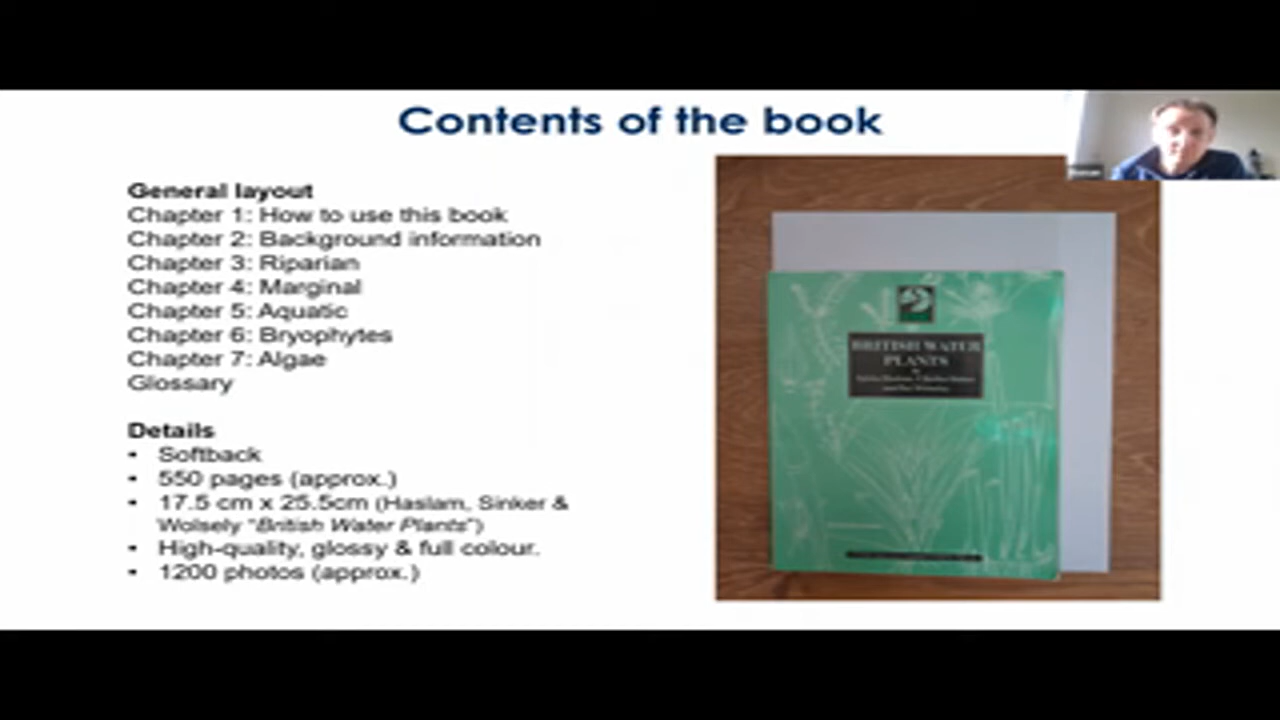 Contents of the book
General layout
Chapter 1: How to use this book
Chapter 2: Background information
Chapter 3: Riparian
Chapter 4: Marginal
Chapter 5: Aquatic
Chapter 6: Bryophytes
Chapter 7: Algae
Glossary
Details
• Softback
• 550 pages (approx.)
• 17.5 cm x 25.5cm (Haslam, Sinker &
Wolsely "British Water Plants")
• High-quality, glossy & full colour.
• 1200 photos (approx.)
BRITISH WATER
PLANTS